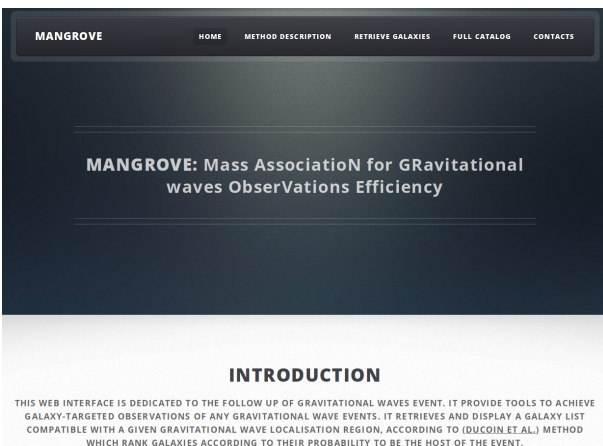 MANGROVE HOME METHOD DESCRIPTION RETRIEVE GALAXIES FULL CATALOG CONTACTS
MANGROVE: Mass AssociatioN for GRavitational
waves ObserVations Efficiency
INTRODUCTION
THIS WEB INTERFACE IS DEDICATED TO THE FOLLOW UP OF GRAVITATIONAL WAVES EVENT. IT PROVIDE TOOLS TO ACHIEVE
GALAXY-TARGETED OBSERVATIONS OF ANY GRAVITATIONAL WAVE EVENTS. IT RETRIEVES AND DISPLAY A GALAXY LIST
COMPATIBLE WITH A GIVEN GRAVITATIONAL WAVE LOCALISATION REGION, ACCORDING TO (DUCOIN ET AL.) METHOD
WHICH RANK GALAXIES ACCORDING TO THEIR PROBABILITY TO BE THE HOST OF THE EVENT.